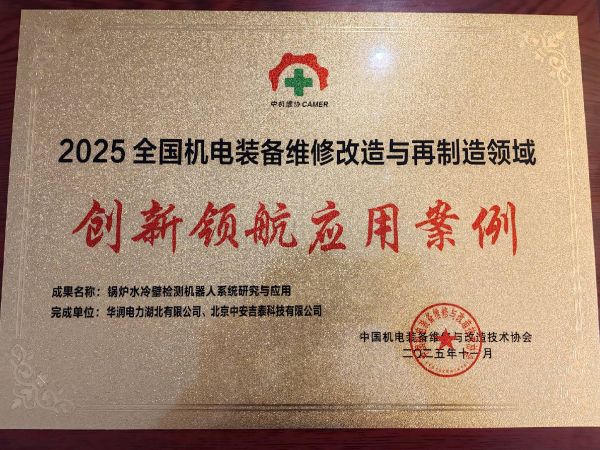 中机维协 CAMER
2025 全国机电装备维修改造与再制造领域
创新领航应用案例
成果名称：锅炉水冷壁检测机器人系统研究与应用
完成单位：华润电力湖北有限公司、北京中安吉泰科技有限公司
中国机电装备维修与改造技术协会
二〇二五年十一月